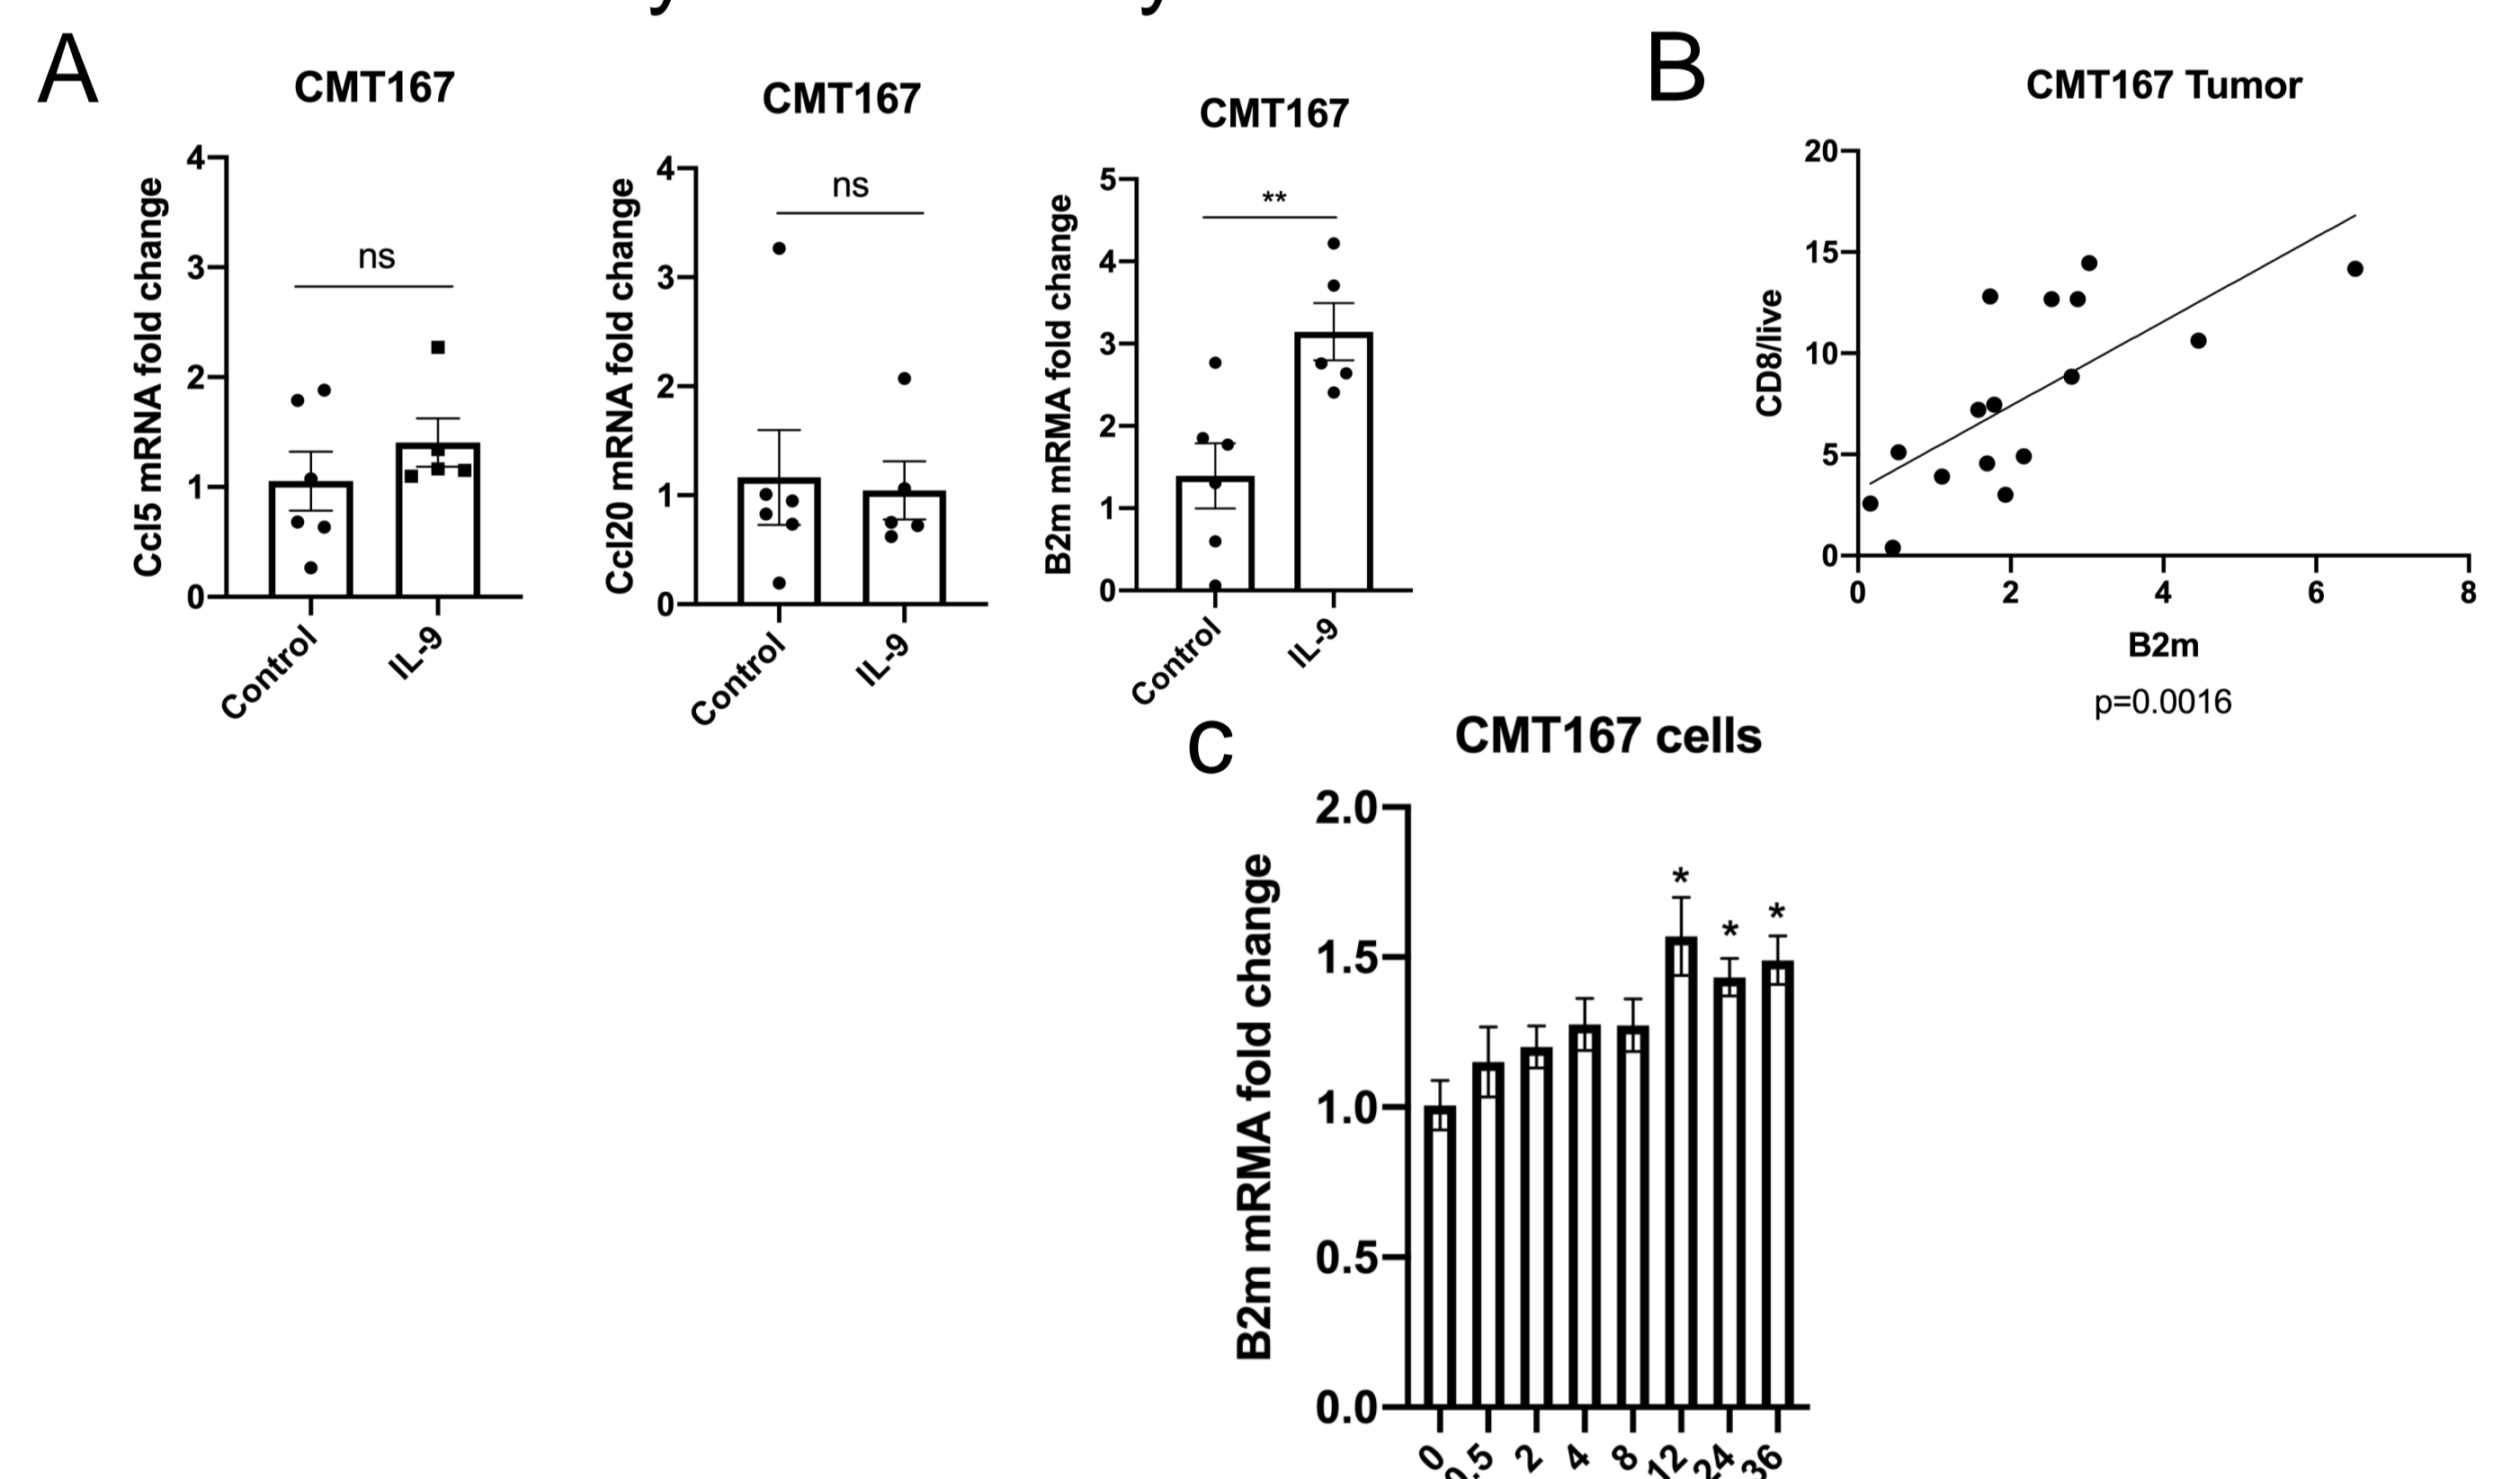 A
CMT167
Ccl5 mRNA fold change
4
3
2
1
0
ns
Control
IL-9
CMT167
Ccl20 mRNA fold change
4
3
2
1
0
ns
Control
IL-9
CMT167
B2m mRMA fold change
5
4
3
2
1
0
**
Control
IL-9
B
CMT167 Tumor
CD8/live
20
15
10
5
0
0 2 4 6 8
B2m
p=0.0016
C
CMT167 cells
B2m mRMA fold change
2.0
1.5
1.0
0.5
0.0
* * *
0 0.5 2 4 8 12 24 36